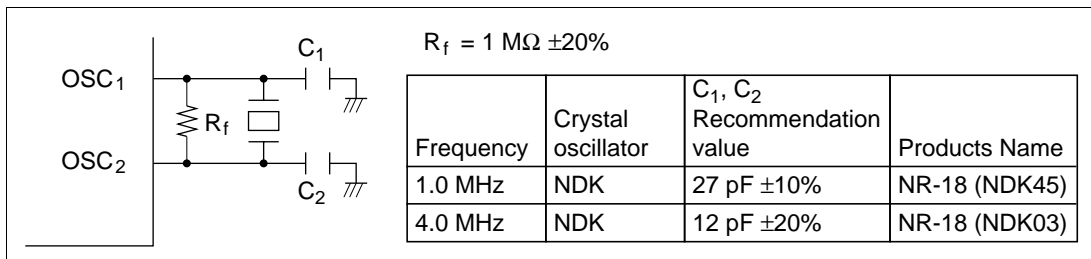 C1
OSC1
Rf
OSC2
C2
Rf = 1 MΩ ±20%
Frequency Crystal oscillator C1, C2 Recommendation value Products Name
1.0 MHz NDK 27 pF ±10% NR-18 (NDK45)
4.0 MHz NDK 12 pF ±20% NR-18 (NDK03)